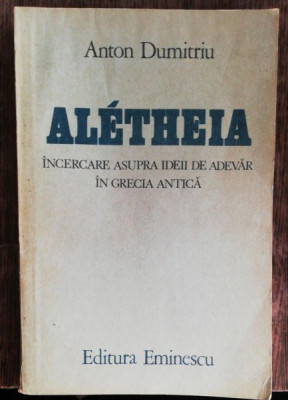 Anton Dumitriu
ALÉTHEIA
ÎNCERCARE ASUPRA IDEII DE ADEVĂR
ÎN GRECIA ANTICĂ
Editura Eminescu